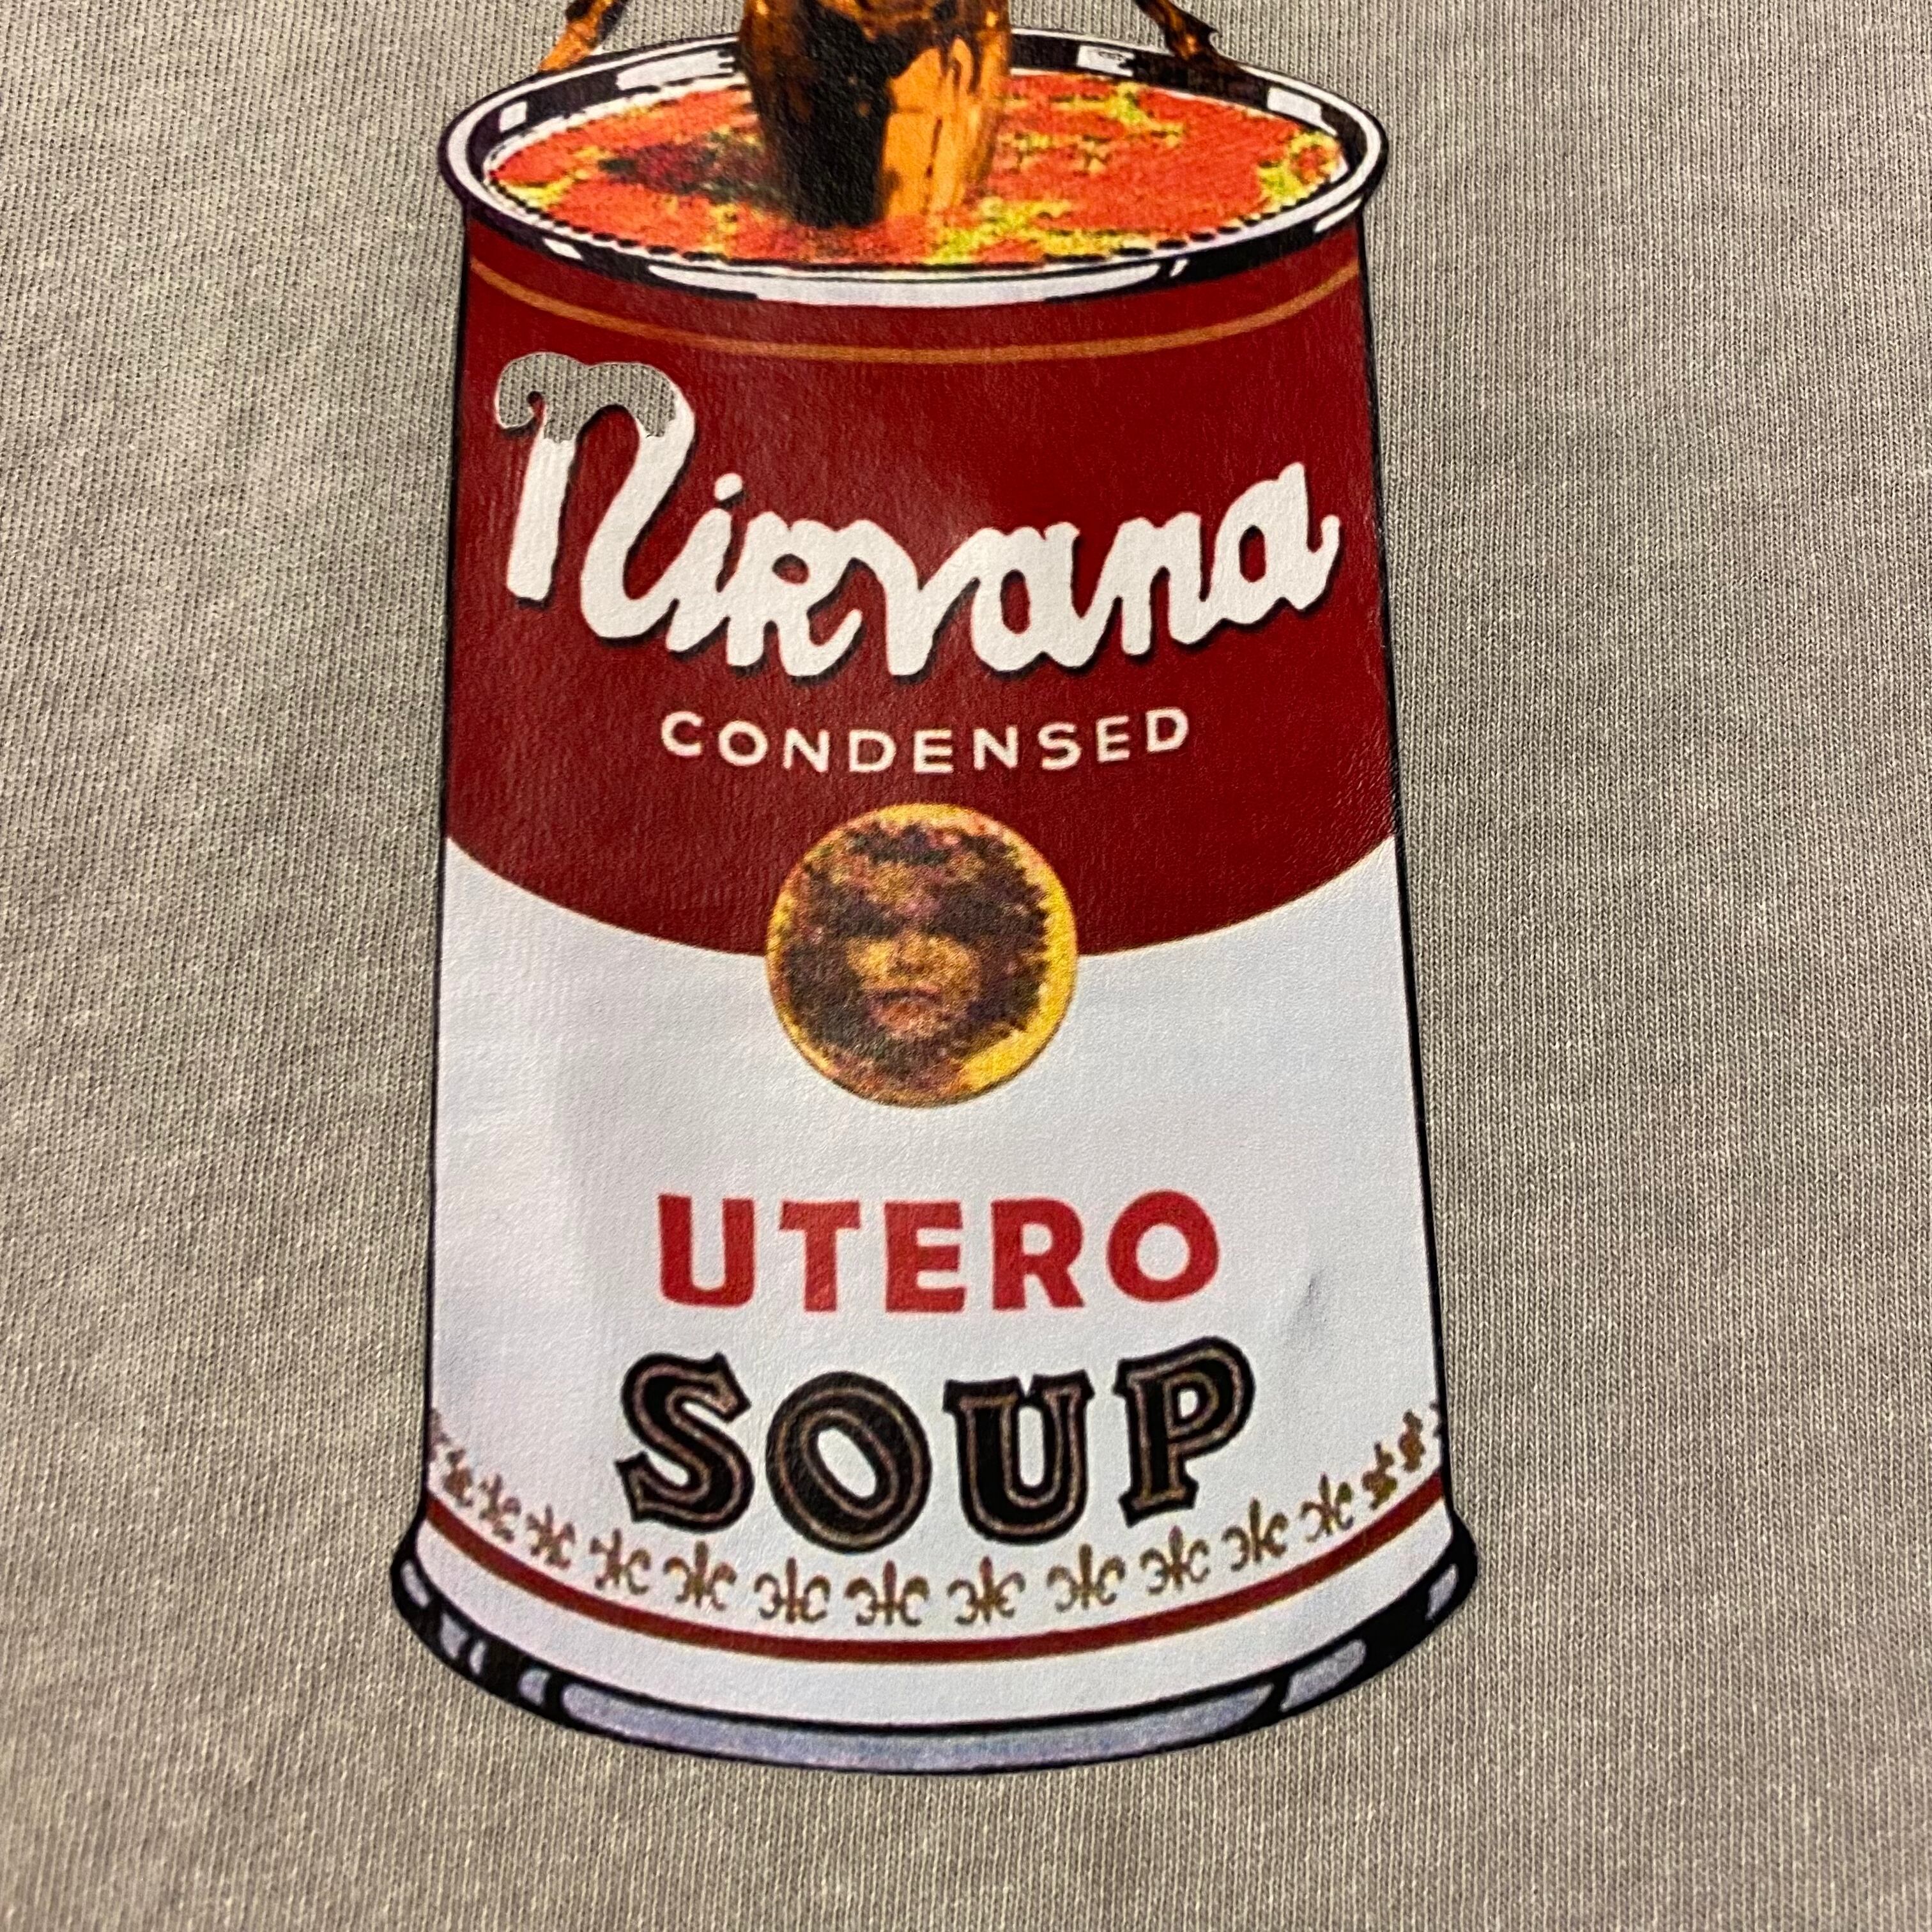 Nirvana
CONDENSED
UTERO
SOUP